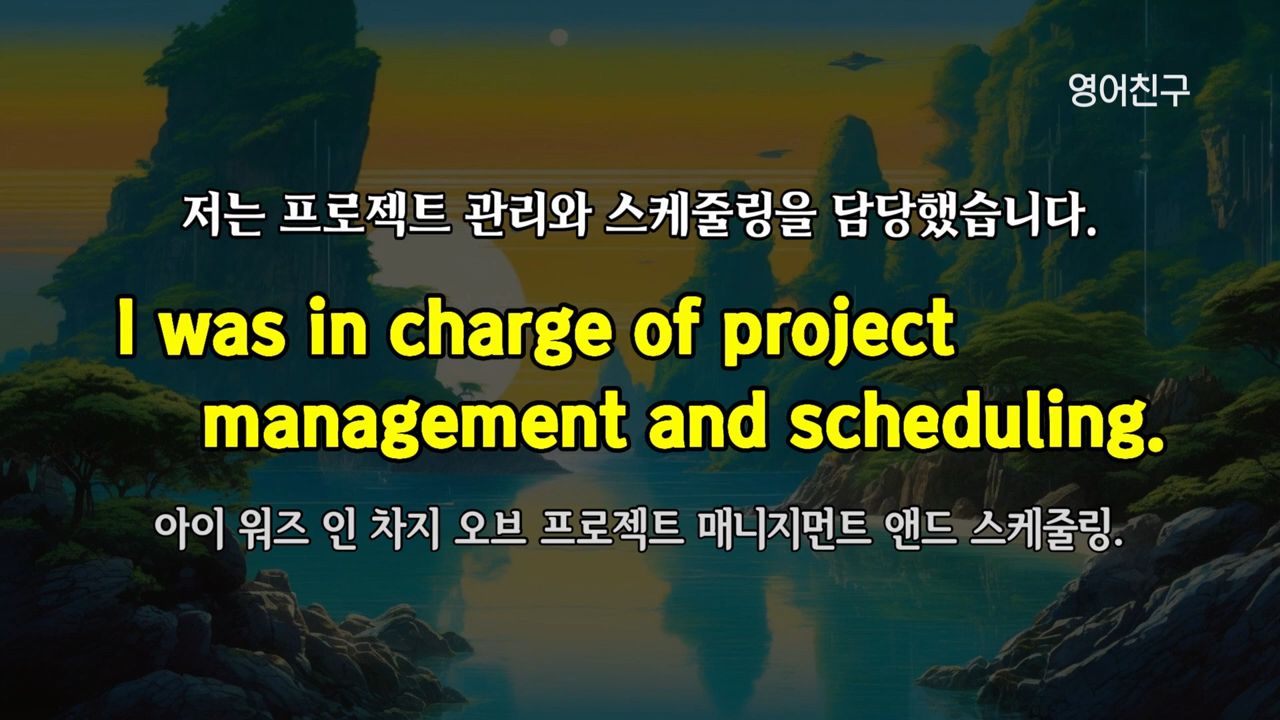 영어친구
저는 프로젝트 관리와 스케줄링을 담당했습니다.
I was in charge of project
management and scheduling.
아이 워즈 인 차지 오브 프로젝트 매니지먼트 앤드 스케줄링.